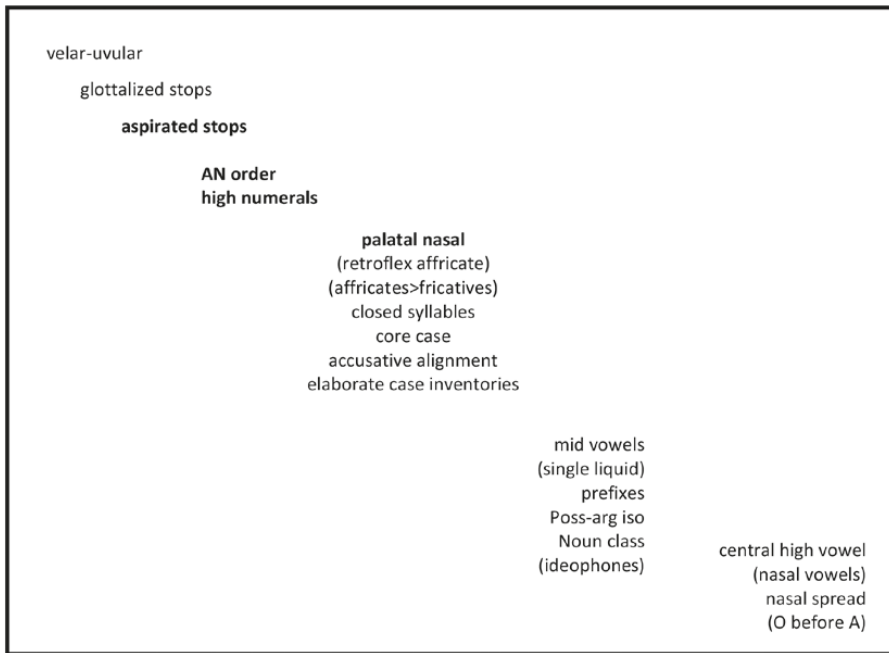 velar-uvular
glottalized stops
aspirated stops
AN order
high numerals
palatal nasal
(retroflex affricate)
(affricates>fricatives)
closed syllables
core case
accusative alignment
elaborate case inventories
mid vowels
(single liquid)
prefixes
Poss-arg iso
Noun class
(ideophones)
central high vowel
(nasal vowels)
nasal spread
(O before A)